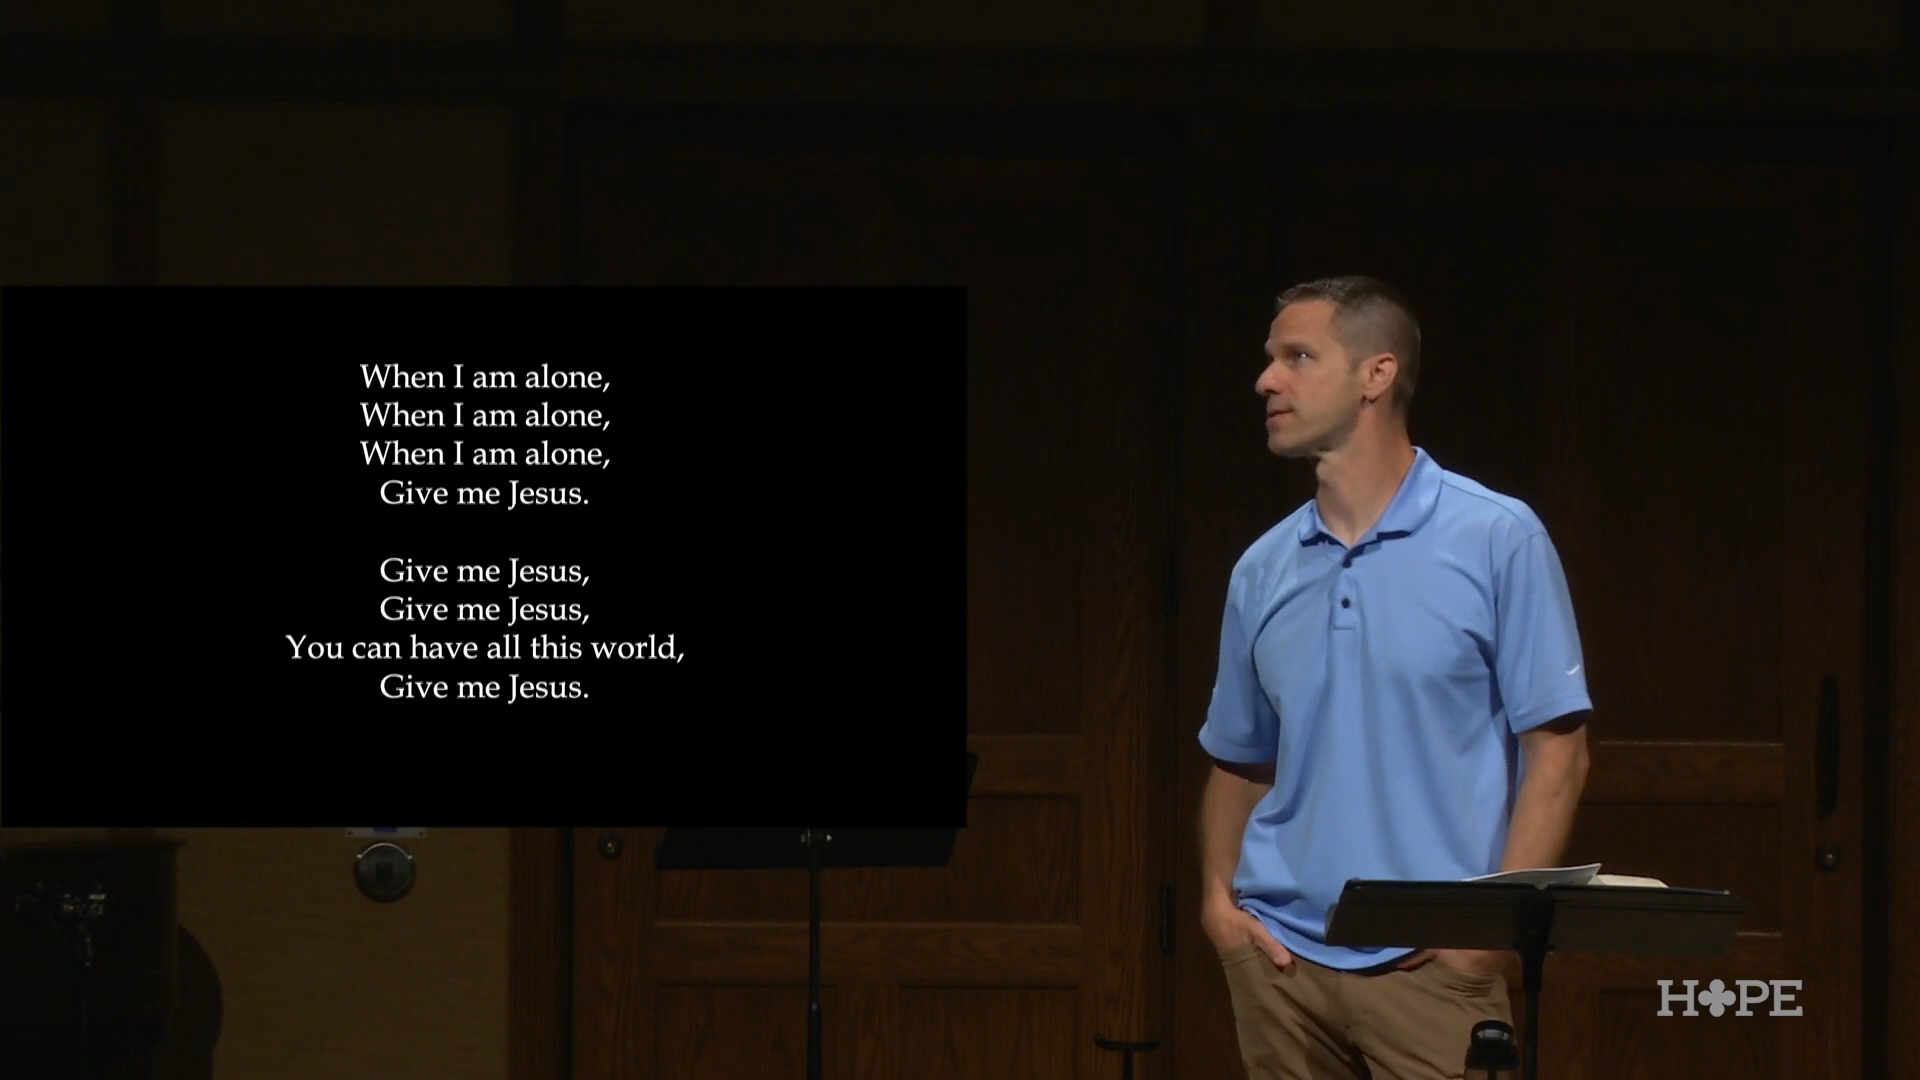 When I am alone,
When I am alone,
When I am alone,
Give me Jesus.
Give me Jesus,
Give me Jesus,
You can have all this world,
Give me Jesus.
HOPE